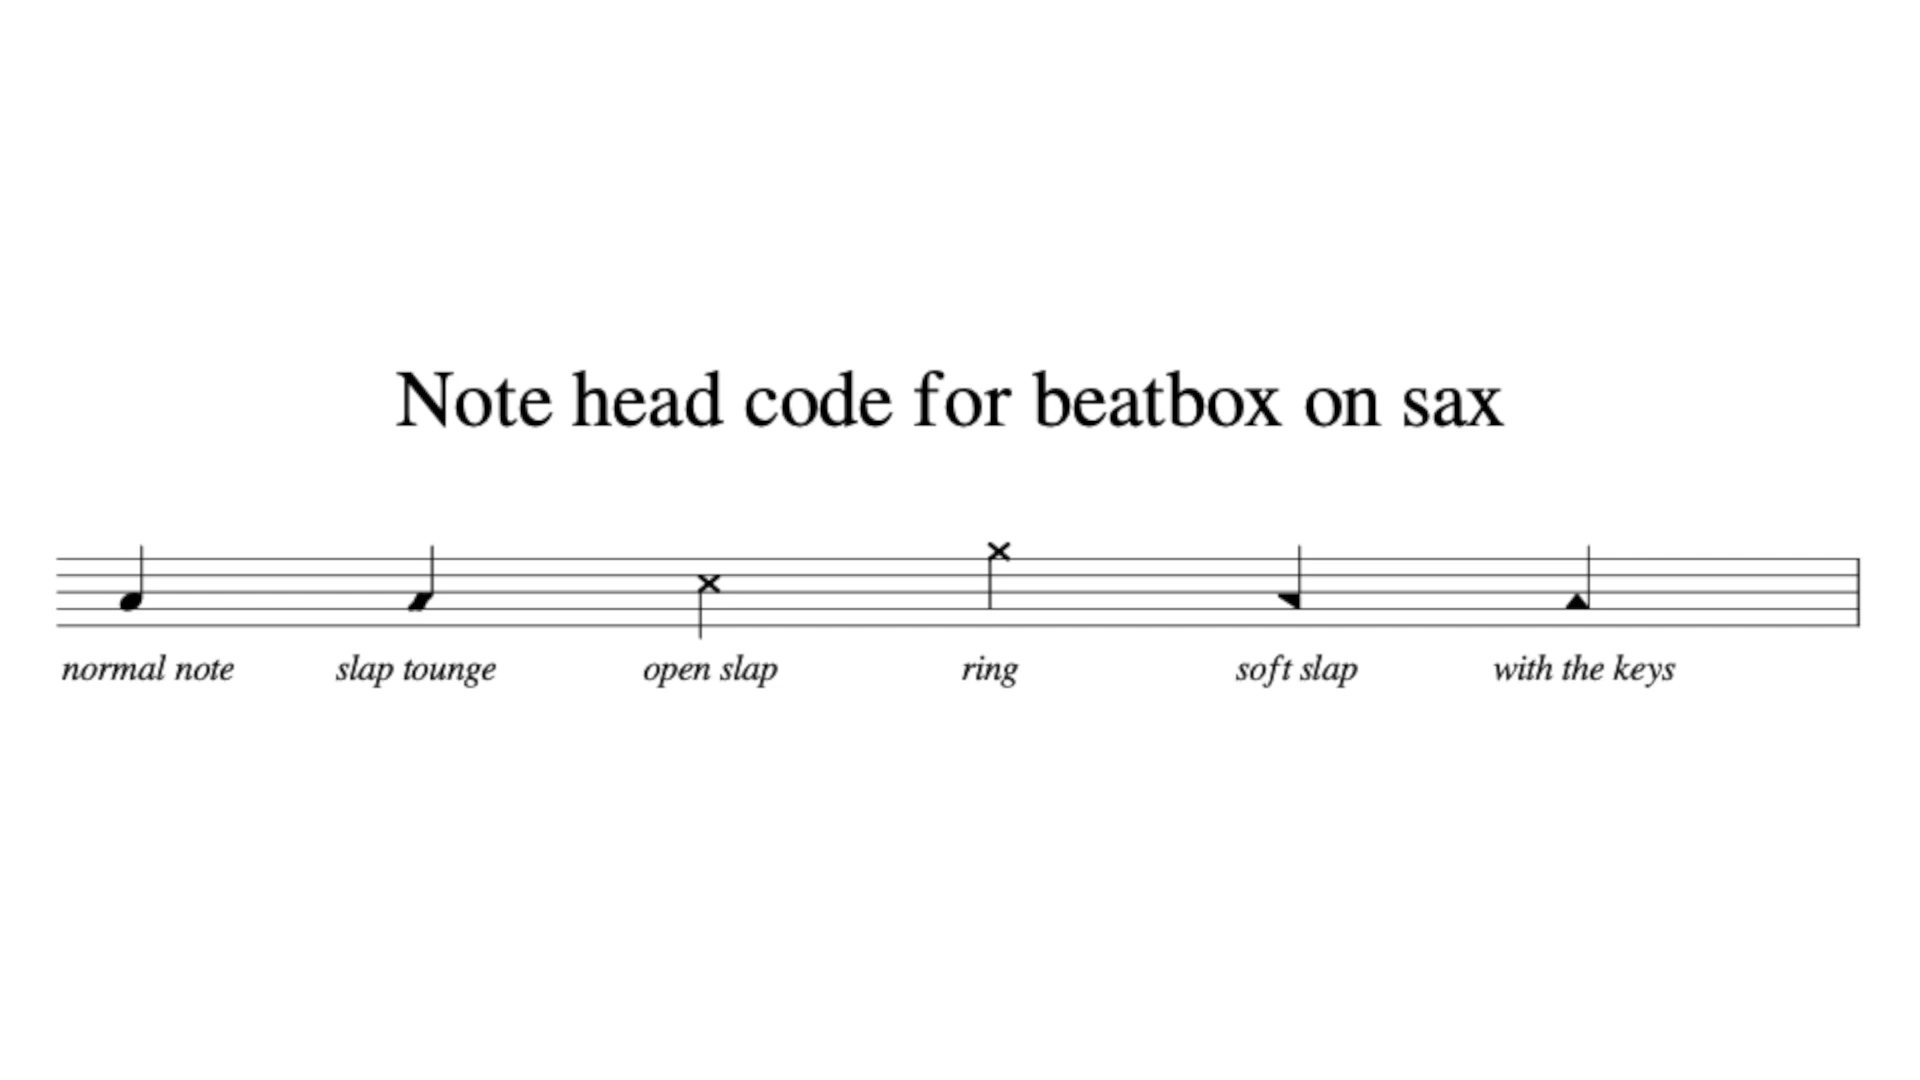 Note head code for beatbox on sax
normal note slap tounge open slap ring soft slap with the keys